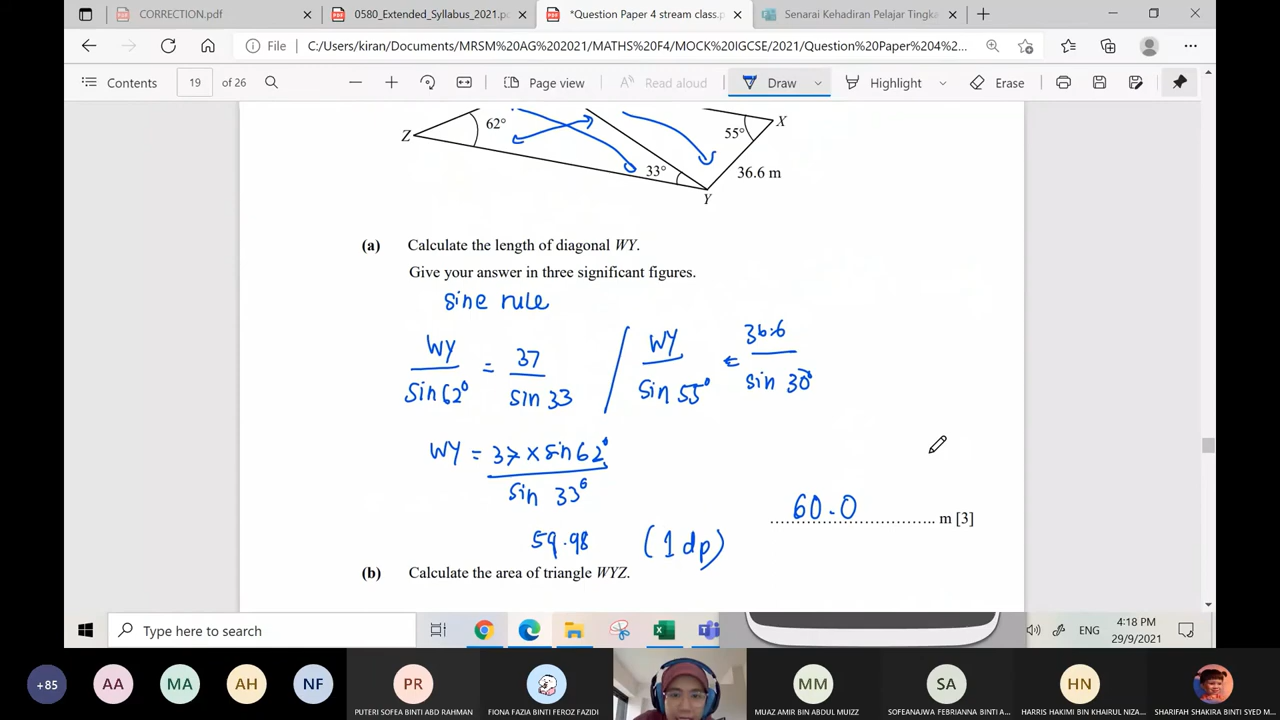 CORRECTION.pdf
0580_Extended_Syllabus_2021.p
*Question Paper 4 stream class.p
Senarai Kehadiran Pelajar Tingka
File
C:/Users/kiran/Documents/MRSM%20AG%202021/MATHS%20F4/MOCK%20IGCSE/2021/Question%20Paper%204%2...
Contents
19 of 26
Page view
Read aloud
Draw
Highlight
Erase
Z
62°
33°
Y
55°
X
36.6 m
(a) Calculate the length of diagonal WY.
Give your answer in three significant figures.
sine rule
WY / sin 62° = 37 / sin 33
WY / sin 55° = 36.6 / sin 30°
WY = 37 × sin 62° / sin 33°
60.0 m [3]
59.98 (1 dp)
(b) Calculate the area of triangle WYZ.
Type here to search
ENG
4:18 PM
29/9/2021
+85
AA
MA
AH
NF
PR
PUTERI SOFEA BINTI ABD RAHMAN
FIONA FAZIA BINTI FEROZ FAZIDI
MM
MUAZ AMIR BIN ABDUL MUIZZ
SA
SOFEANAJWA FEBRIANNA BINTI A...
HN
HARRIS HAKIMI BIN KHAIRUL NIZA...
SHARIFAH SHAKIRA BINTI SYED M...